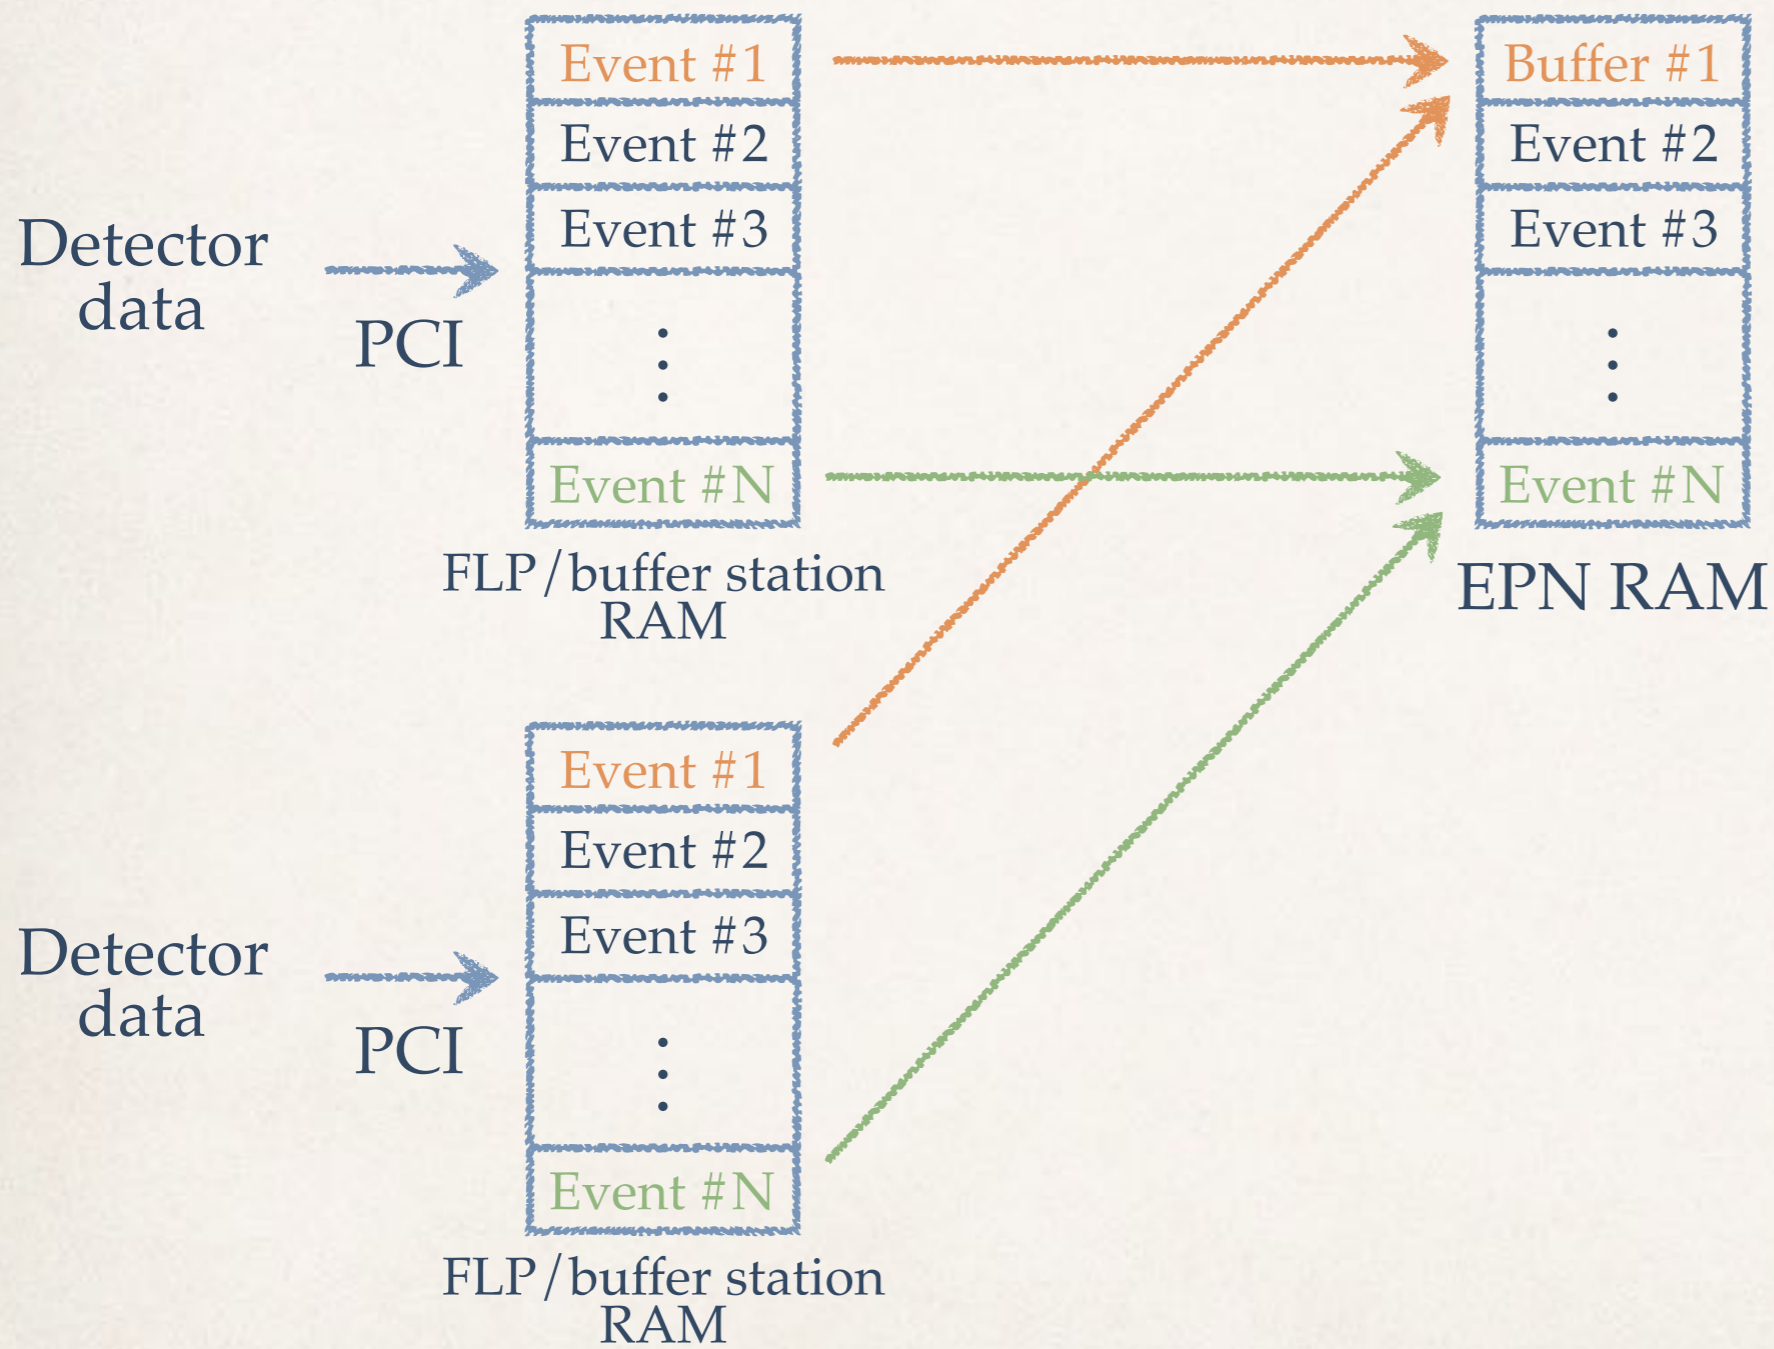 Event #1
Event #2
Event #3
⋮
Event #N
FLP/buffer station
RAM
Detector
data
PCI
Buffer #1
Event #2
Event #3
⋮
Event #N
EPN RAM
Event #1
Event #2
Event #3
⋮
Event #N
FLP/buffer station
RAM
Detector
data
PCI